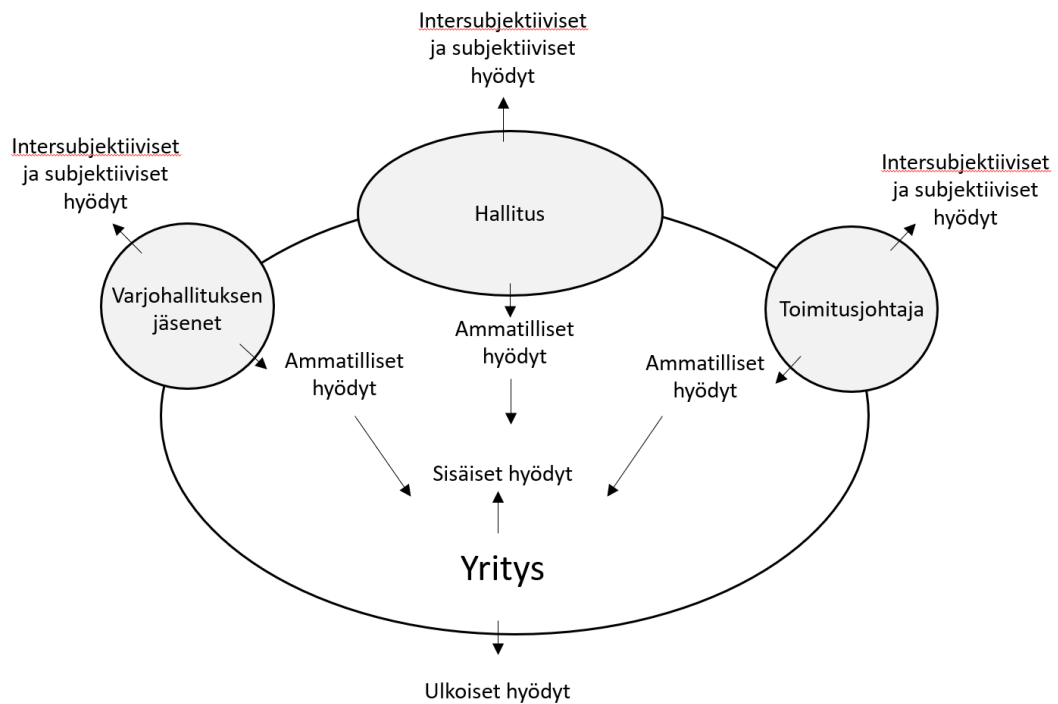 Intersubjektiiviset
ja subjektiiviset
hyödyt
Intersubjektiiviset
ja subjektiiviset
hyödyt
Intersubjektiiviset
ja subjektiiviset
hyödyt
Hallitus
Varjohallituksen
jäsenet
Toimitusjohtaja
Ammatilliset
hyödyt
Ammatilliset
hyödyt
Ammatilliset
hyödyt
Sisäiset hyödyt
Yritys
Ulkoiset hyödyt